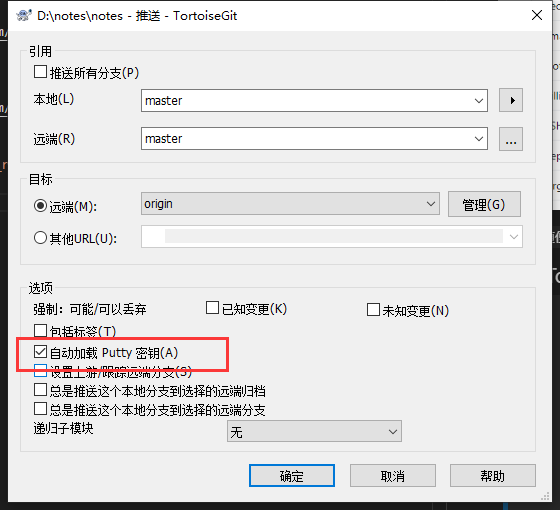 D:\notes\notes - 推送 - TortoiseGit
引用
推送所有分支(P)
本地(L) master
远端(R) master
...
目标
远端(M): origin 管理(G)
其他URL(U):
选项
强制：可能/可以丢弃 已知变更(K) 未知变更(N)
包括标签(T)
自动加载 Putty 密钥(A)
设置上游/跟踪远端分支(S)
总是推送这个本地分支到选择的远端归档
总是推送这个本地分支到选择的远端分支
递归子模块 无
确定 取消 帮助